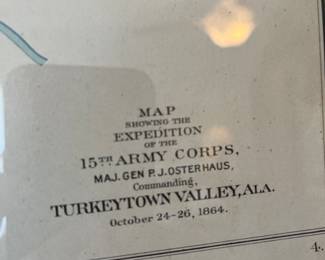 MAP
SHOWING THE
EXPEDITION
OF THE
15TH ARMY CORPS,
MAJ. GEN P. J. OSTERHAUS,
Commanding,
TURKEYTOWN VALLEY, ALA.
October 24-26, 1864.
4.